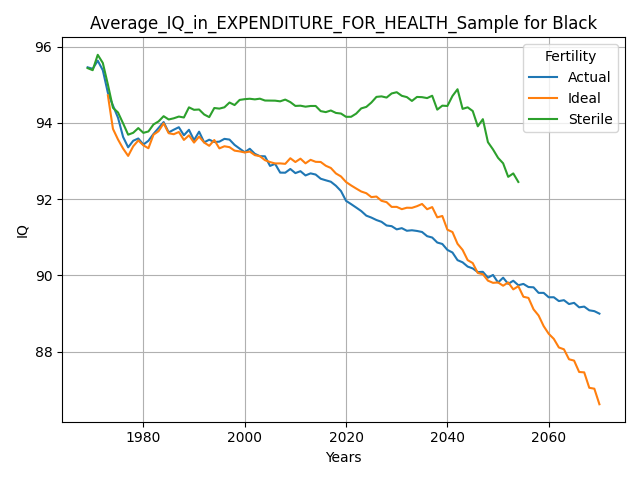 Average_IQ_in_EXPENDITURE_FOR_HEALTH_Sample for Black
96
94
92
90
88
IQ
1980
2000
2020
2040
2060
Years
Fertility
Actual
Ideal
Sterile